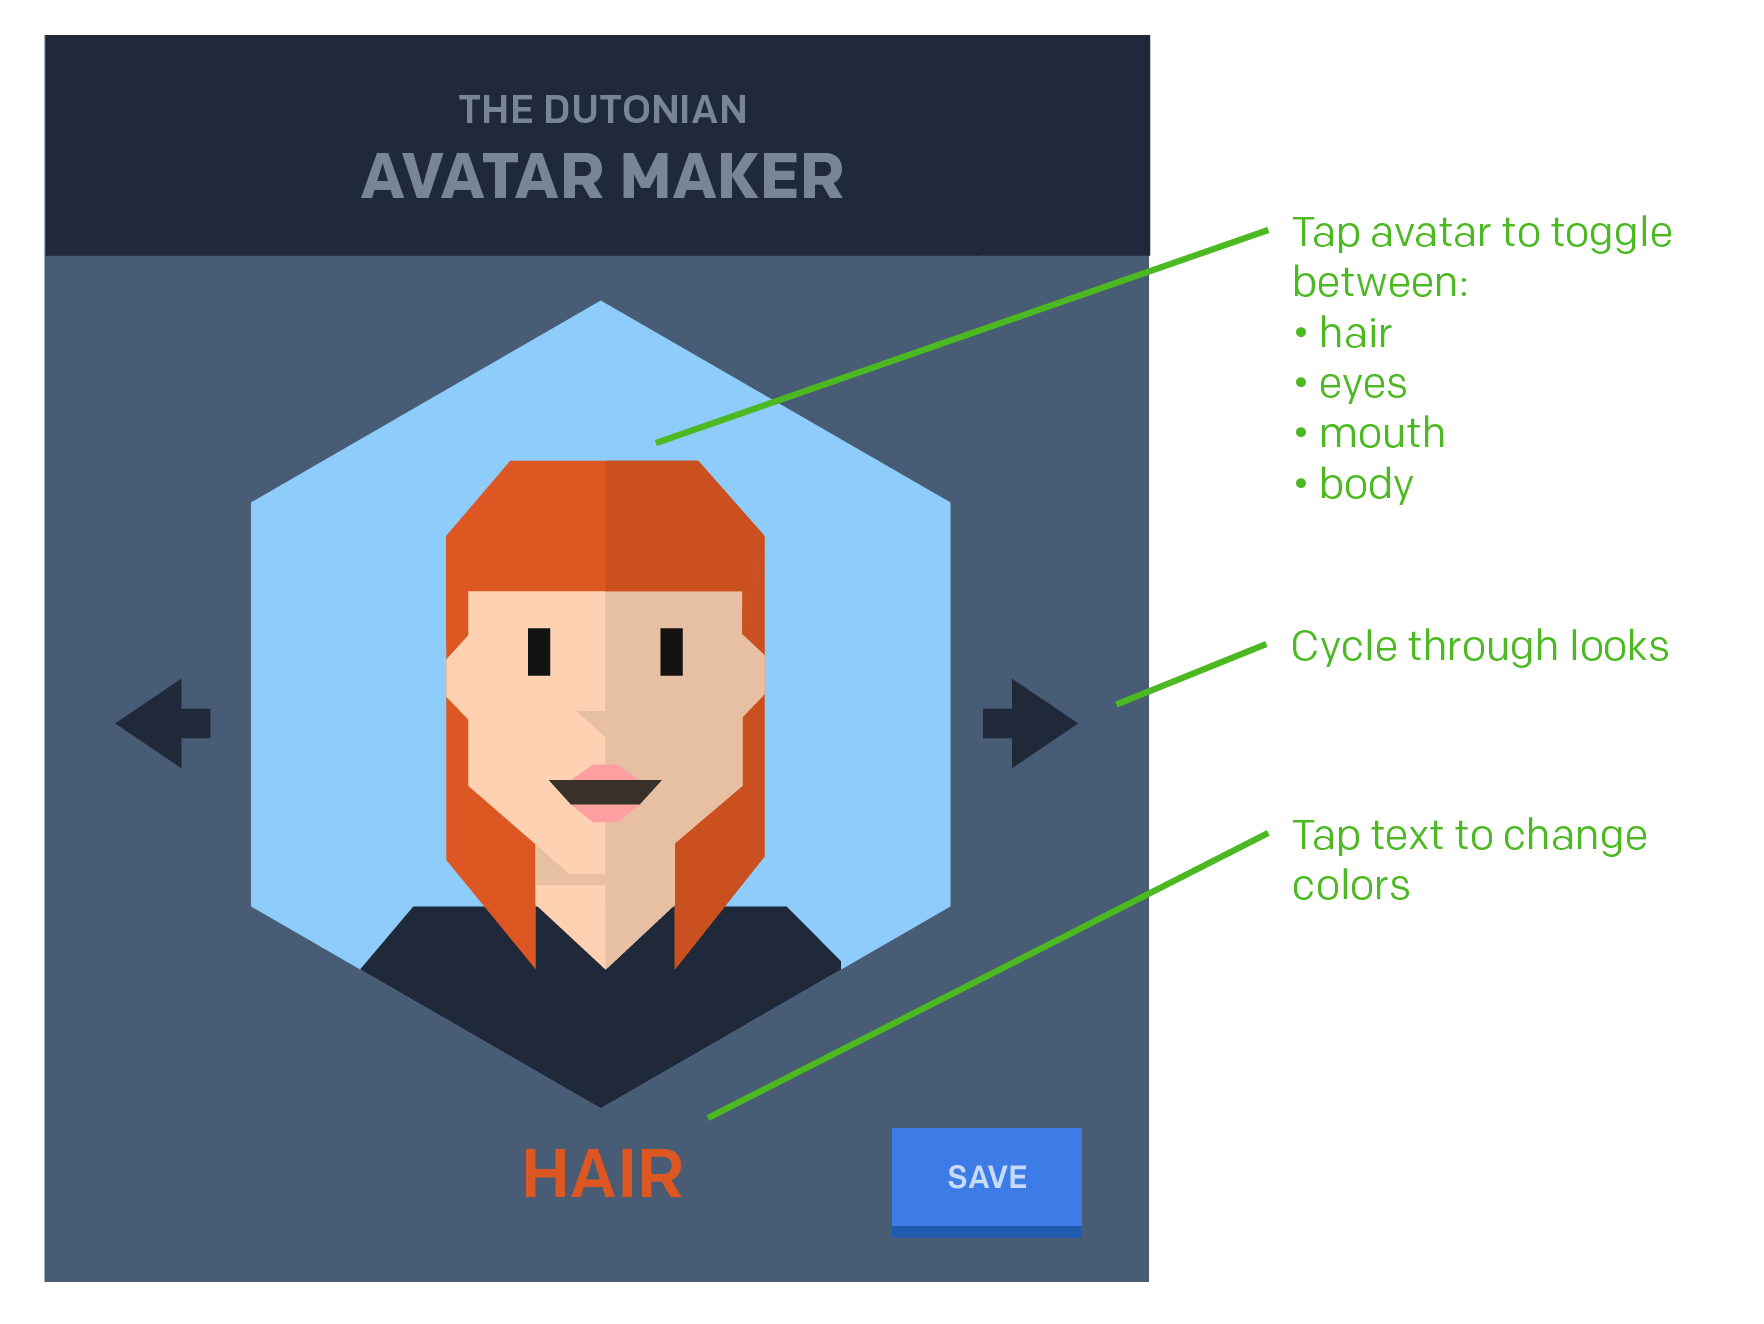 THE DUTONIAN
AVATAR MAKER
Tap avatar to toggle
between:
• hair
• eyes
• mouth
• body
Cycle through looks
Tap text to change
colors
HAIR
SAVE